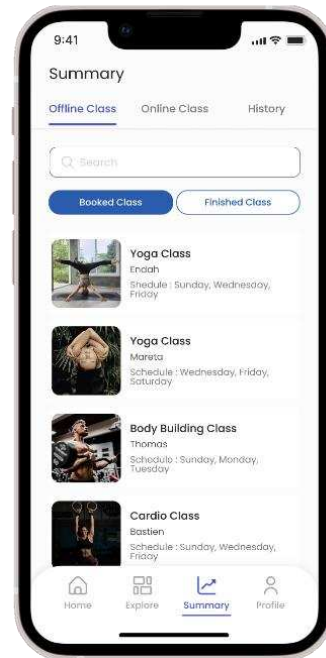 9:41
Summary
Offline Class Online Class History
Search
Booked Class Finished Class
Yoga Class
Endah
Shedule : Sunday, Wednesday,
Friday
Yoga Class
Mareta
Schedule : Wednesday, Friday,
Saturday
Body Building Class
Thomas
Schedule : Sunday, Monday,
Tuesday
Cardio Class
Bastien
Schedule : Sunday, Wednesday,
Friday
Home Explore Summary Profile